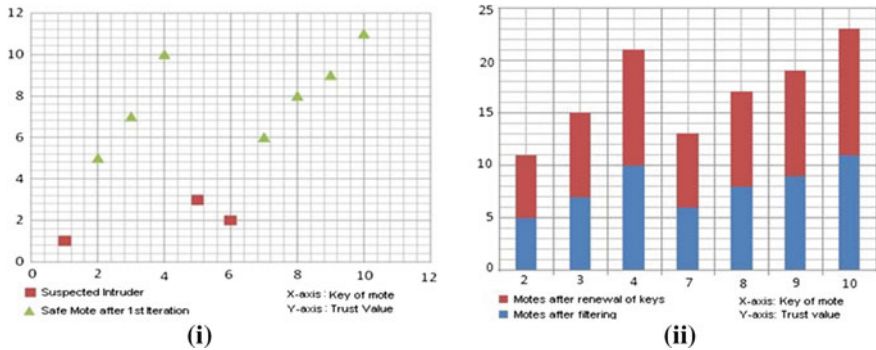 12
10
8
6
4
2
0
0 2 4 6 8 10 12
Suspected Intruder
Safe Mote after 1st Iteration
X-axis: Key of mote
Y-axis: Trust Value
(i)
25
20
15
10
5
0
2 3 4 7 8 9 10
Motes after renewal of keys
Motes after filtering
X-axis: Key of mote
Y-axis: Trust value
(ii)